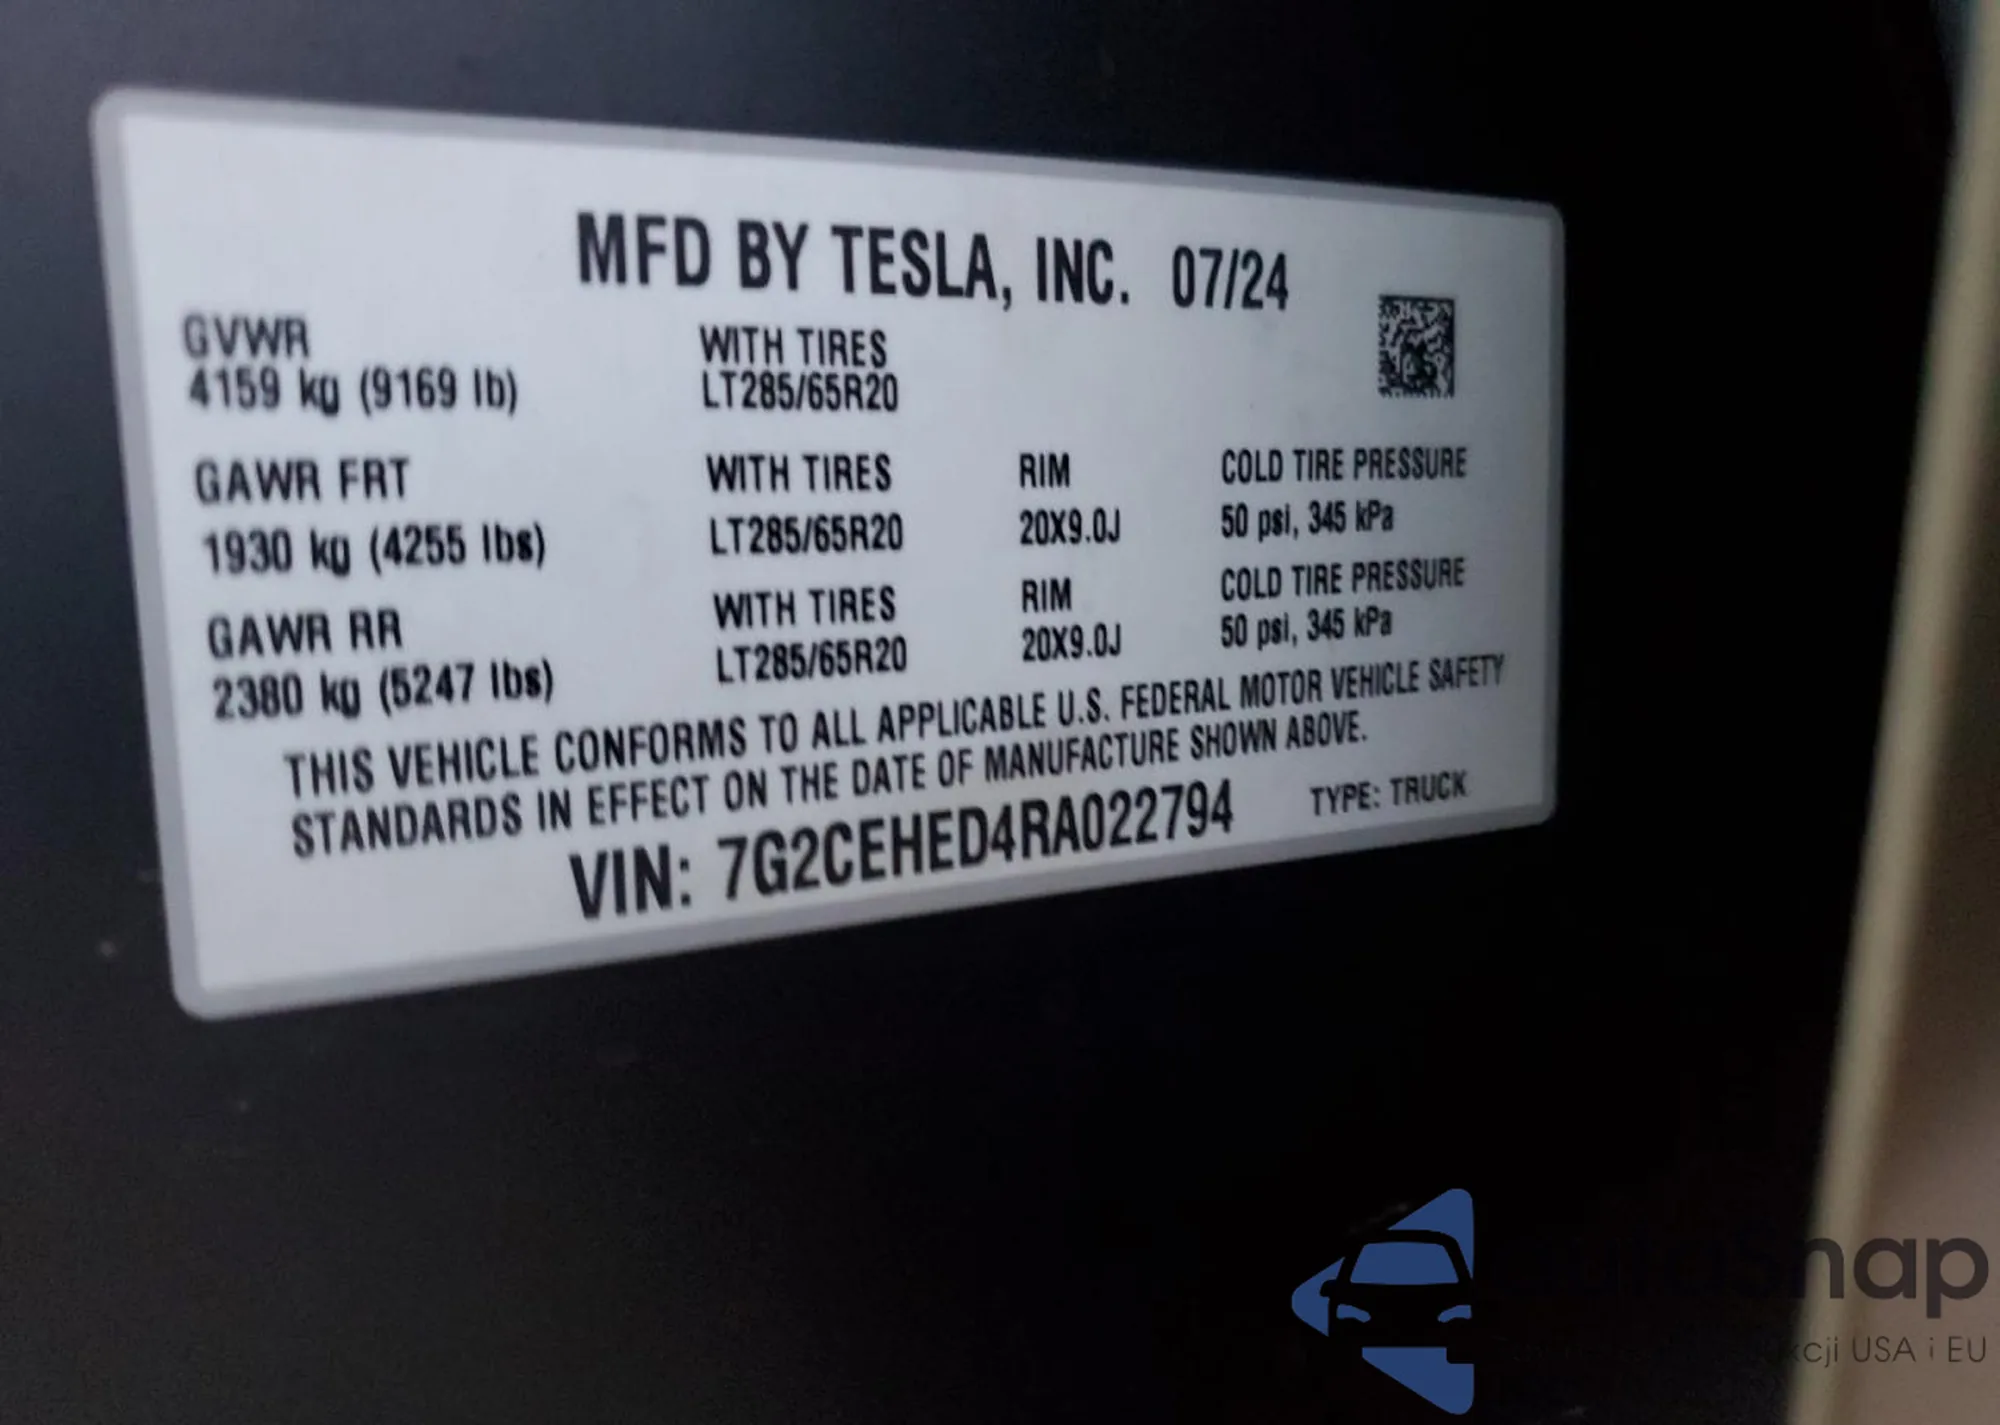 MFD BY TESLA, INC. 07/24
GVWR
4159 kg (9169 lb)
WITH TIRES
LT285/65R20
GAWR FRT
1930 kg (4255 lbs)
WITH TIRES
LT285/65R20
RIM
20X9.0J
COLD TIRE PRESSURE
50 psi, 345 kPa
GAWR RR
2380 kg (5247 lbs)
WITH TIRES
LT285/65R20
RIM
20X9.0J
COLD TIRE PRESSURE
50 psi, 345 kPa
THIS VEHICLE CONFORMS TO ALL APPLICABLE U.S. FEDERAL MOTOR VEHICLE SAFETY
STANDARDS IN EFFECT ON THE DATE OF MANUFACTURE SHOWN ABOVE.
VIN: 7G2CEHED4RA022794
TYPE: TRUCK
autosnap
USA i EU